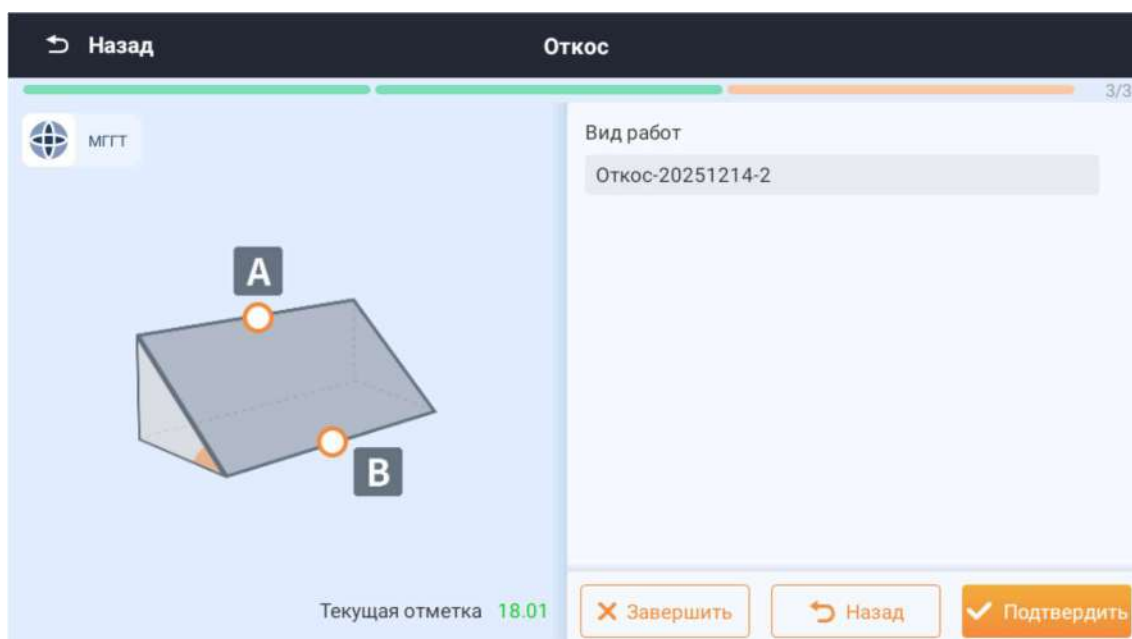 Назад
Откос
3/3
МГГТ
Вид работ
Откос-20251214-2
A
B
Текущая отметка 18.01
Завершить
Назад
Подтвердить